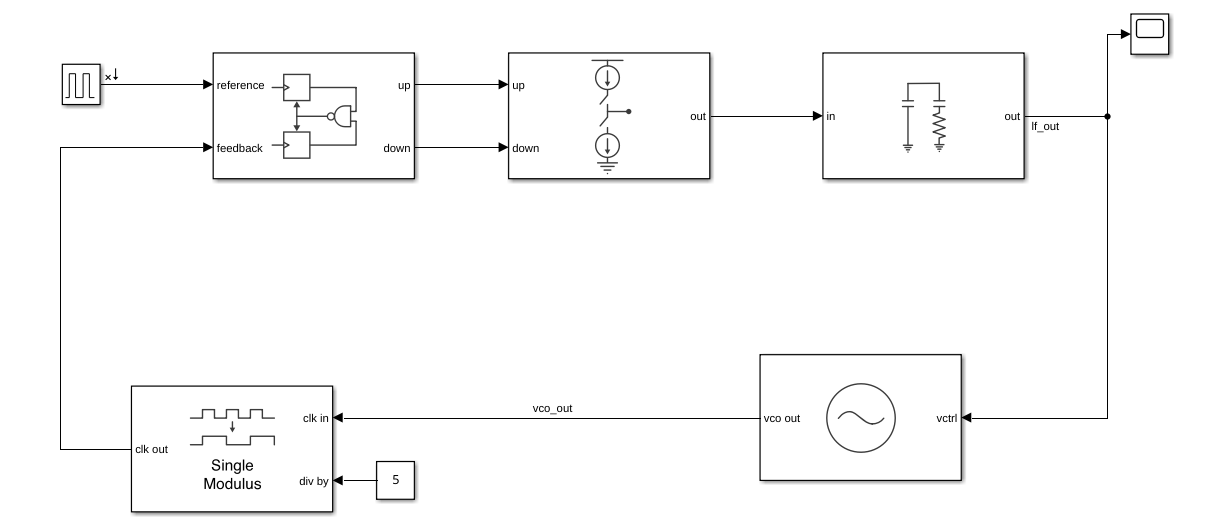 reference
up
up
out
in
out
lf_out
feedback
down
down
vco_out
clk in
vco out
vctrl
clk out
Single
Modulus
div by
5